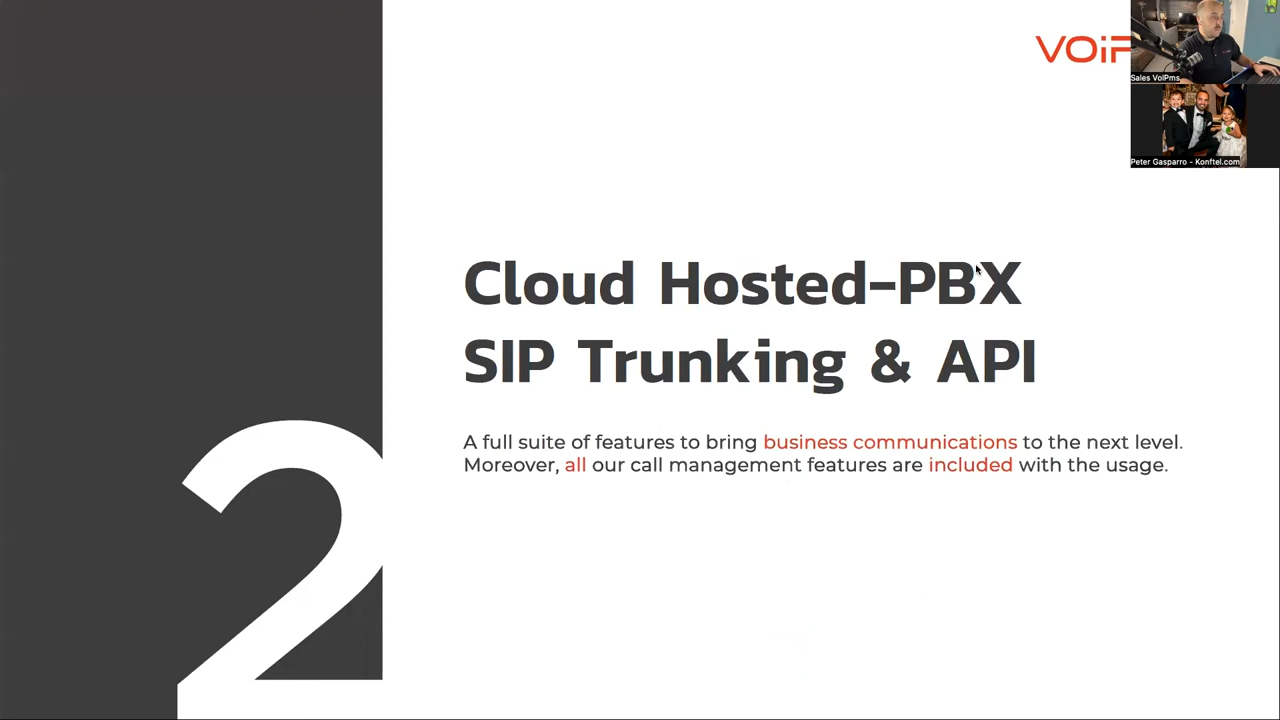 VOiP
Sales VoIPms
Peter Gasparro - Konftel.com
Cloud Hosted-PBX
SIP Trunking & API
A full suite of features to bring business communications to the next level.
Moreover, all our call management features are included with the usage.
2